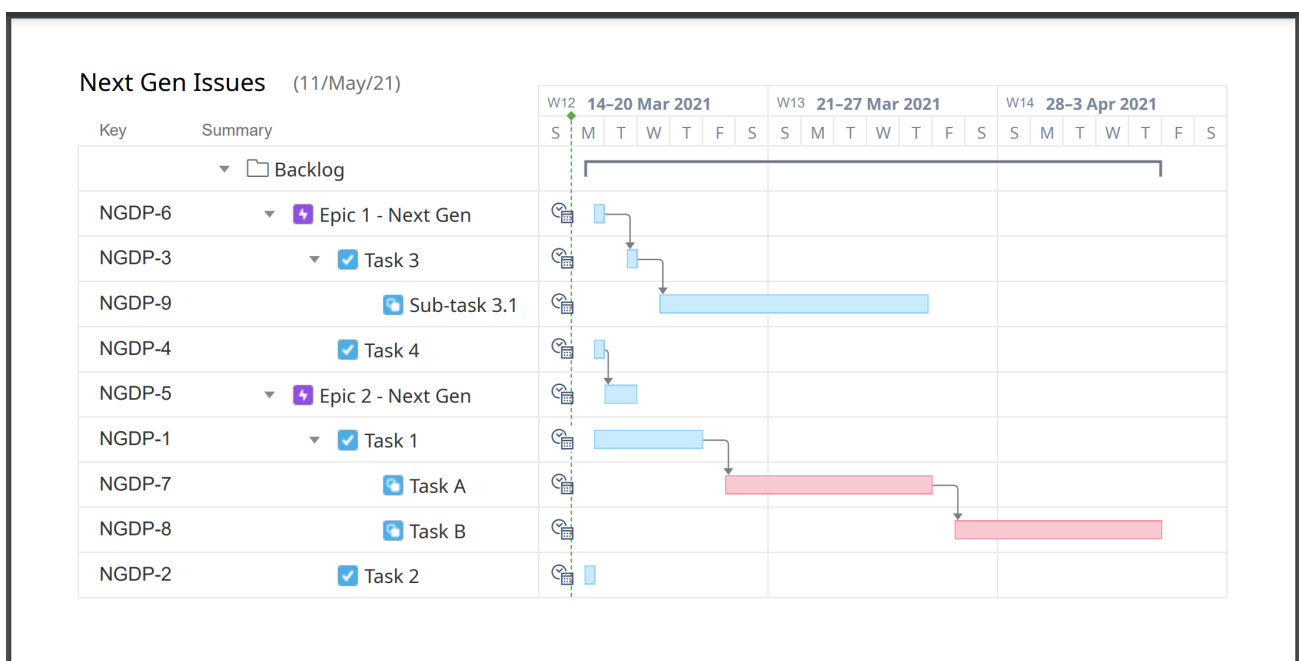 Next Gen Issues (11/May/21)
W12 14–20 Mar 2021 W13 21–27 Mar 2021 W14 28–3 Apr 2021
Key Summary S M T W T F S S M T W T F S S M T W T F S
Backlog
NGDP-6 Epic 1 - Next Gen
NGDP-3 Task 3
NGDP-9 Sub-task 3.1
NGDP-4 Task 4
NGDP-5 Epic 2 - Next Gen
NGDP-1 Task 1
NGDP-7 Task A
NGDP-8 Task B
NGDP-2 Task 2